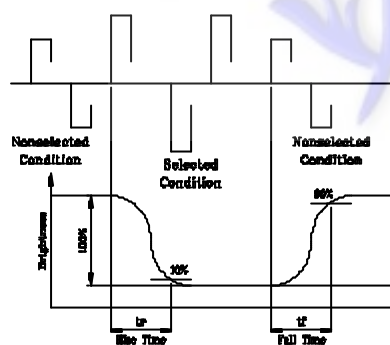 Nonselected
Condition
Selected
Condition
Nonselected
Condition
Brightness
100%
10%
90%
tr
Rise Time
tf
Fall Time